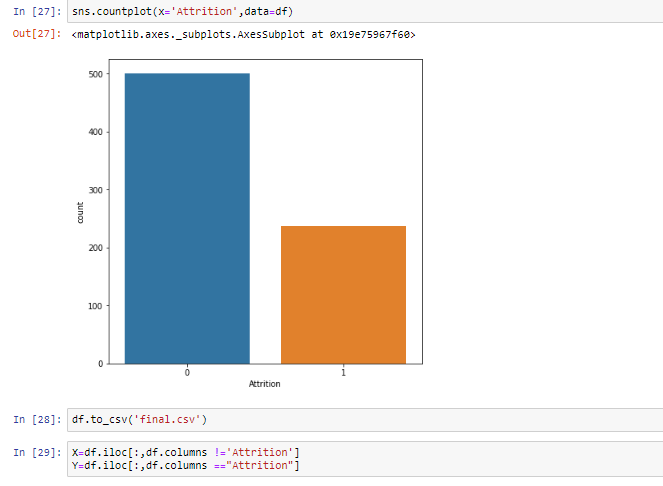 In [27]: sns.countplot(x='Attrition',data=df)
Out[27]: <matplotlib.axes._subplots.AxesSubplot at 0x19e75967f60>
500
400
300
200
100
0
count
0 1
Attrition
In [28]: df.to_csv('final.csv')
In [29]: X=df.iloc[:,df.columns !='Attrition']
Y=df.iloc[:,df.columns =="Attrition"]